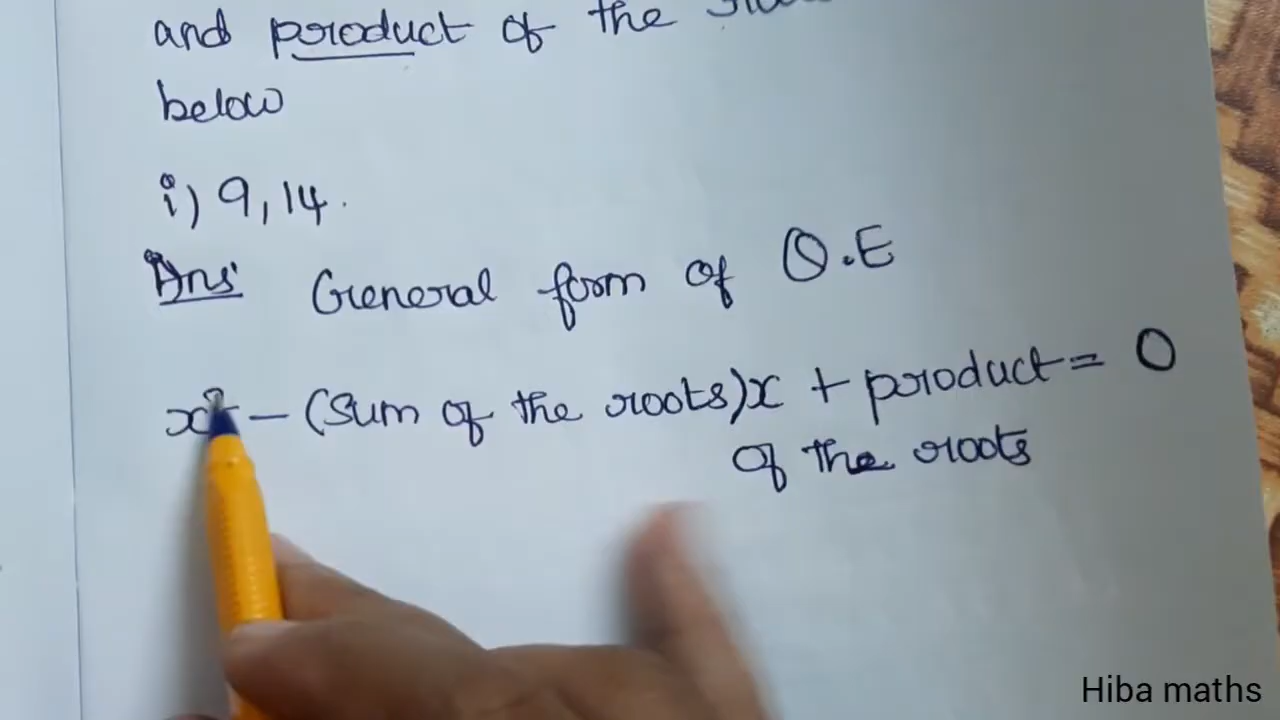 and product of the
below
i) 9, 14.
Ans: General form of Q.E
x² - (Sum of the roots)x + product = 0
of the roots
Hiba maths